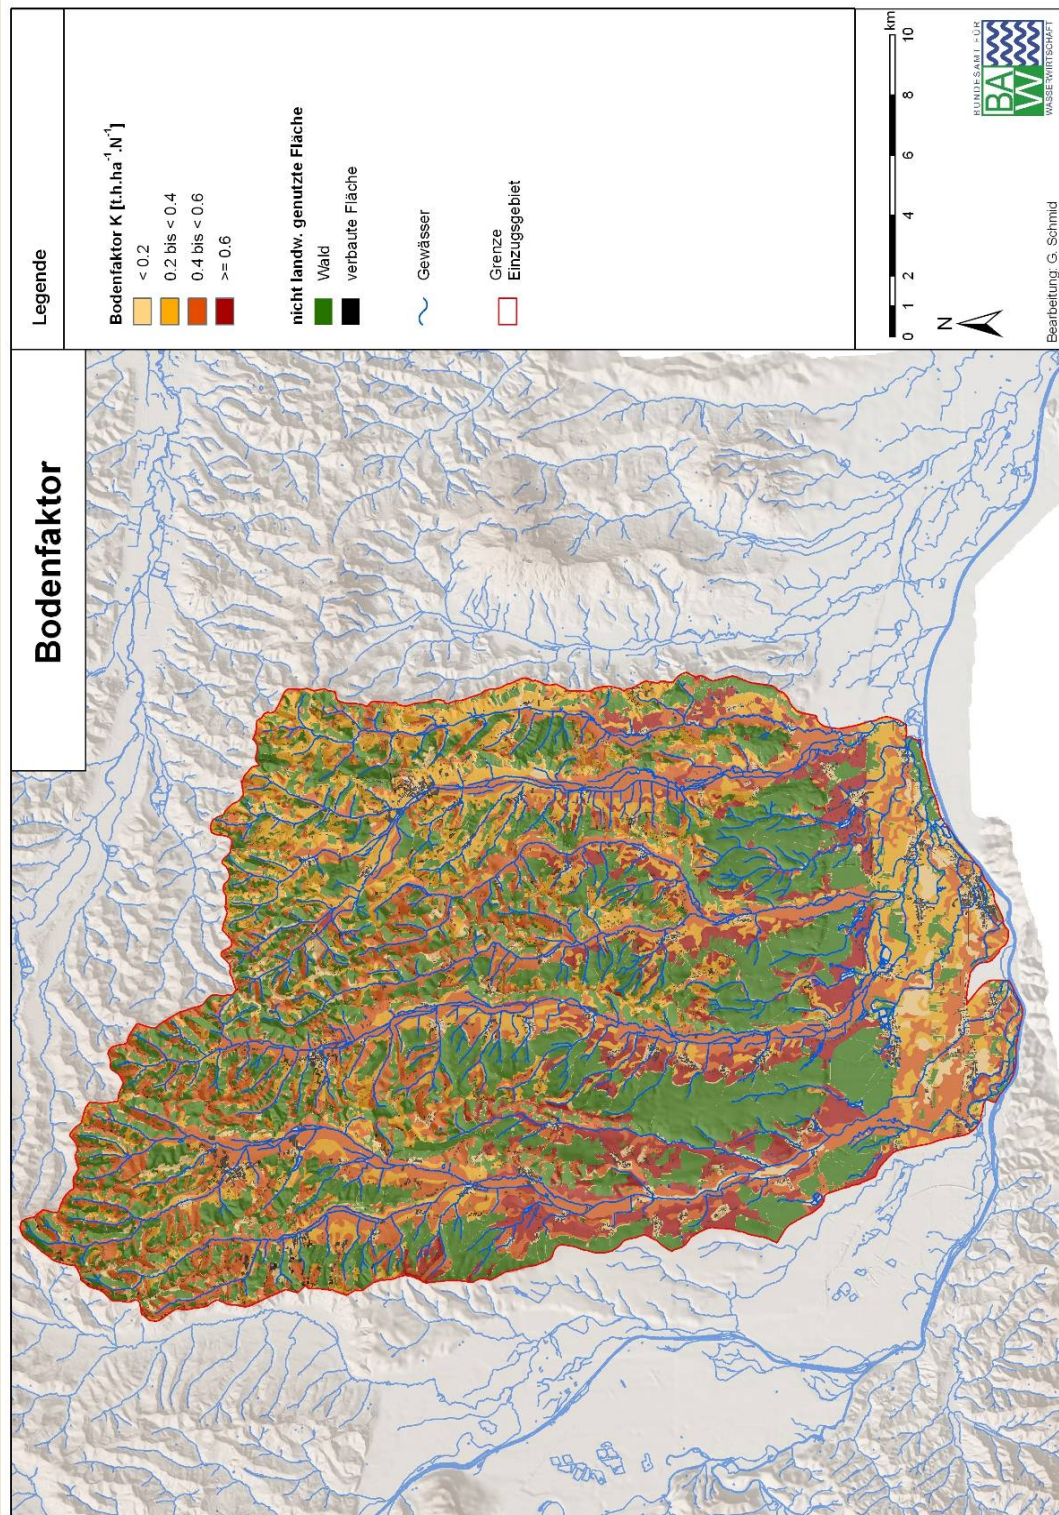 Bodenfaktor
Legende
Bodenfaktor K [t.h.ha⁻¹.N⁻¹]
< 0.2
0.2 bis < 0.4
0.4 bis < 0.6
>= 0.6
nicht landw. genutzte Fläche
Wald
verbaute Fläche
Gewässer
Grenze
Einzugsgebiet
km
0 1 2 4 6 8 10
N
Bearbeitung: G. Schmid
BUNDESAMT FÜR
BA
W
WASSERWIRTSCHAFT